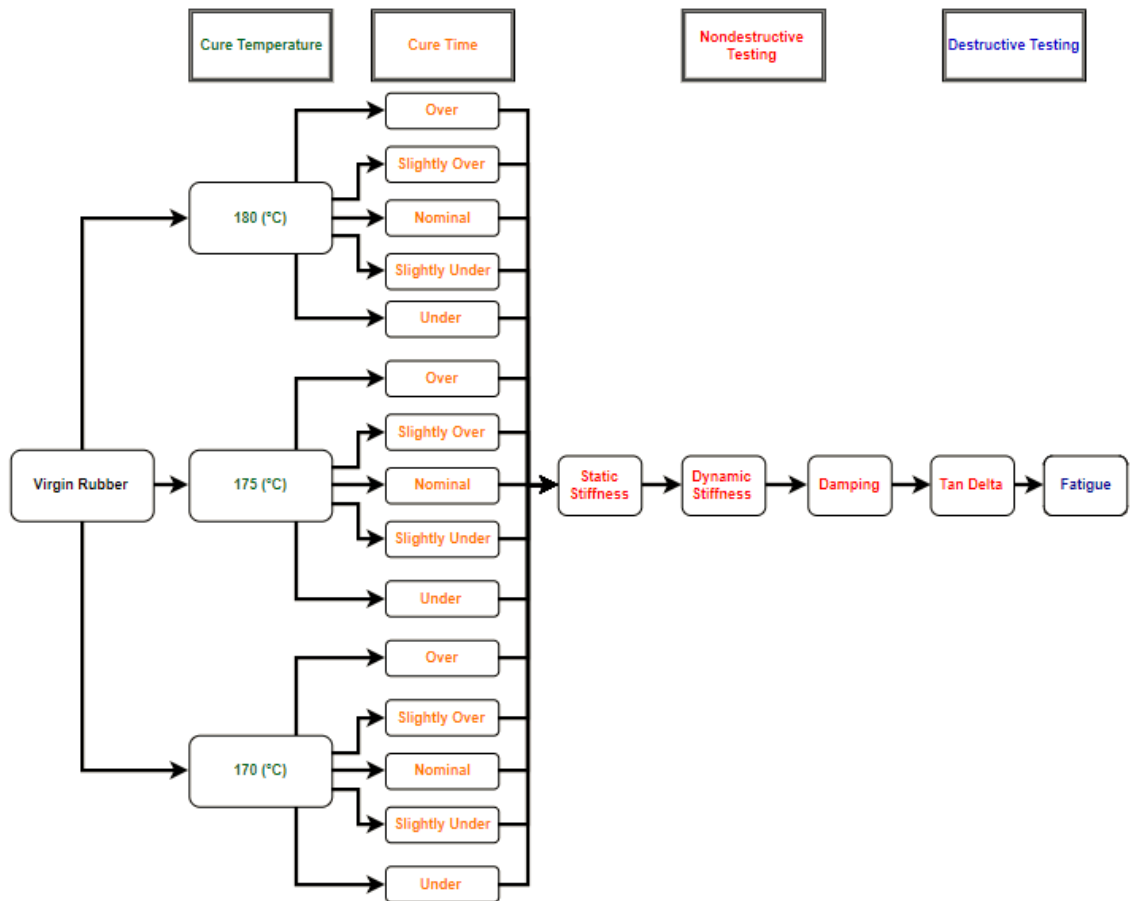 Cure Temperature
Cure Time
Nondestructive
Testing
Destructive Testing
Over
Slightly Over
180 (°C)
Nominal
Slightly Under
Under
Over
Slightly Over
Virgin Rubber
175 (°C)
Nominal
Static
Stiffness
Dynamic
Stiffness
Damping
Tan Delta
Fatigue
Slightly Under
Under
Over
Slightly Over
170 (°C)
Nominal
Slightly Under
Under